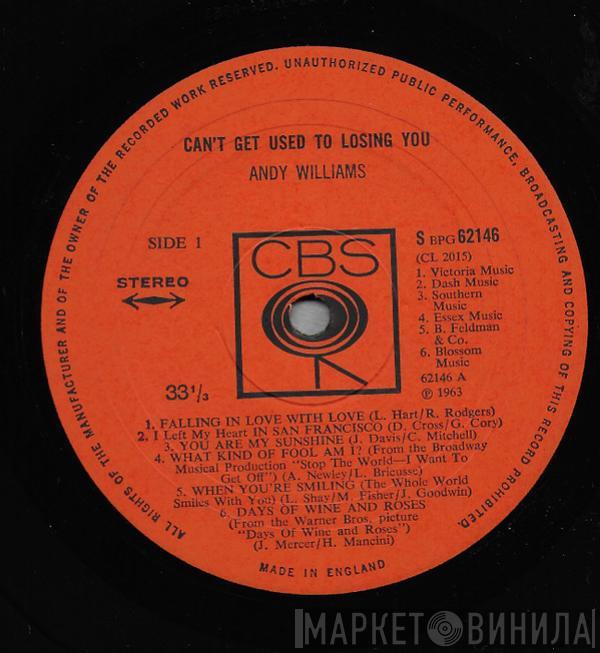 ALL RIGHTS OF THE MANUFACTURER AND OF THE OWNER OF THE RECORDED WORK RESERVED. UNAUTHORIZED PUBLIC PERFORMANCE, BROADCASTING AND COPYING OF THIS RECORD PROHIBITED.
CAN'T GET USED TO LOSING YOU
ANDY WILLIAMS
SIDE 1
STEREO
33 1/3
CBS
S BPG 62146
(CL 2015)
1. Victoria Music
2. Dash Music
3. Southern
Music
4. Essex Music
5. B. Feldman
& Co.
6. Blossom
Music
62146 A
℗ 1963
1. FALLING IN LOVE WITH LOVE (L. Hart/R. Rodgers)
2. I Left My Heart IN SAN FRANCISCO (D. Cross/G. Cory)
3. YOU ARE MY SUNSHINE (J. Davis/C. Mitchell)
4. WHAT KIND OF FOOL AM I? (From the Broadway
Musical Production "Stop The World—I Want To
Get Off") (A. Newley/L. Bricusse)
5. WHEN YOU'RE SMILING (The Whole World
Smiles With You) (L. Shay/M. Fisher/J. Goodwin)
6. DAYS OF WINE AND ROSES
(From the Warner Bros. picture
"Days Of Wine and Roses")
(J. Mercer/H. Mancini)
MADE IN ENGLAND
МАРКЕТ ВИНИЛА